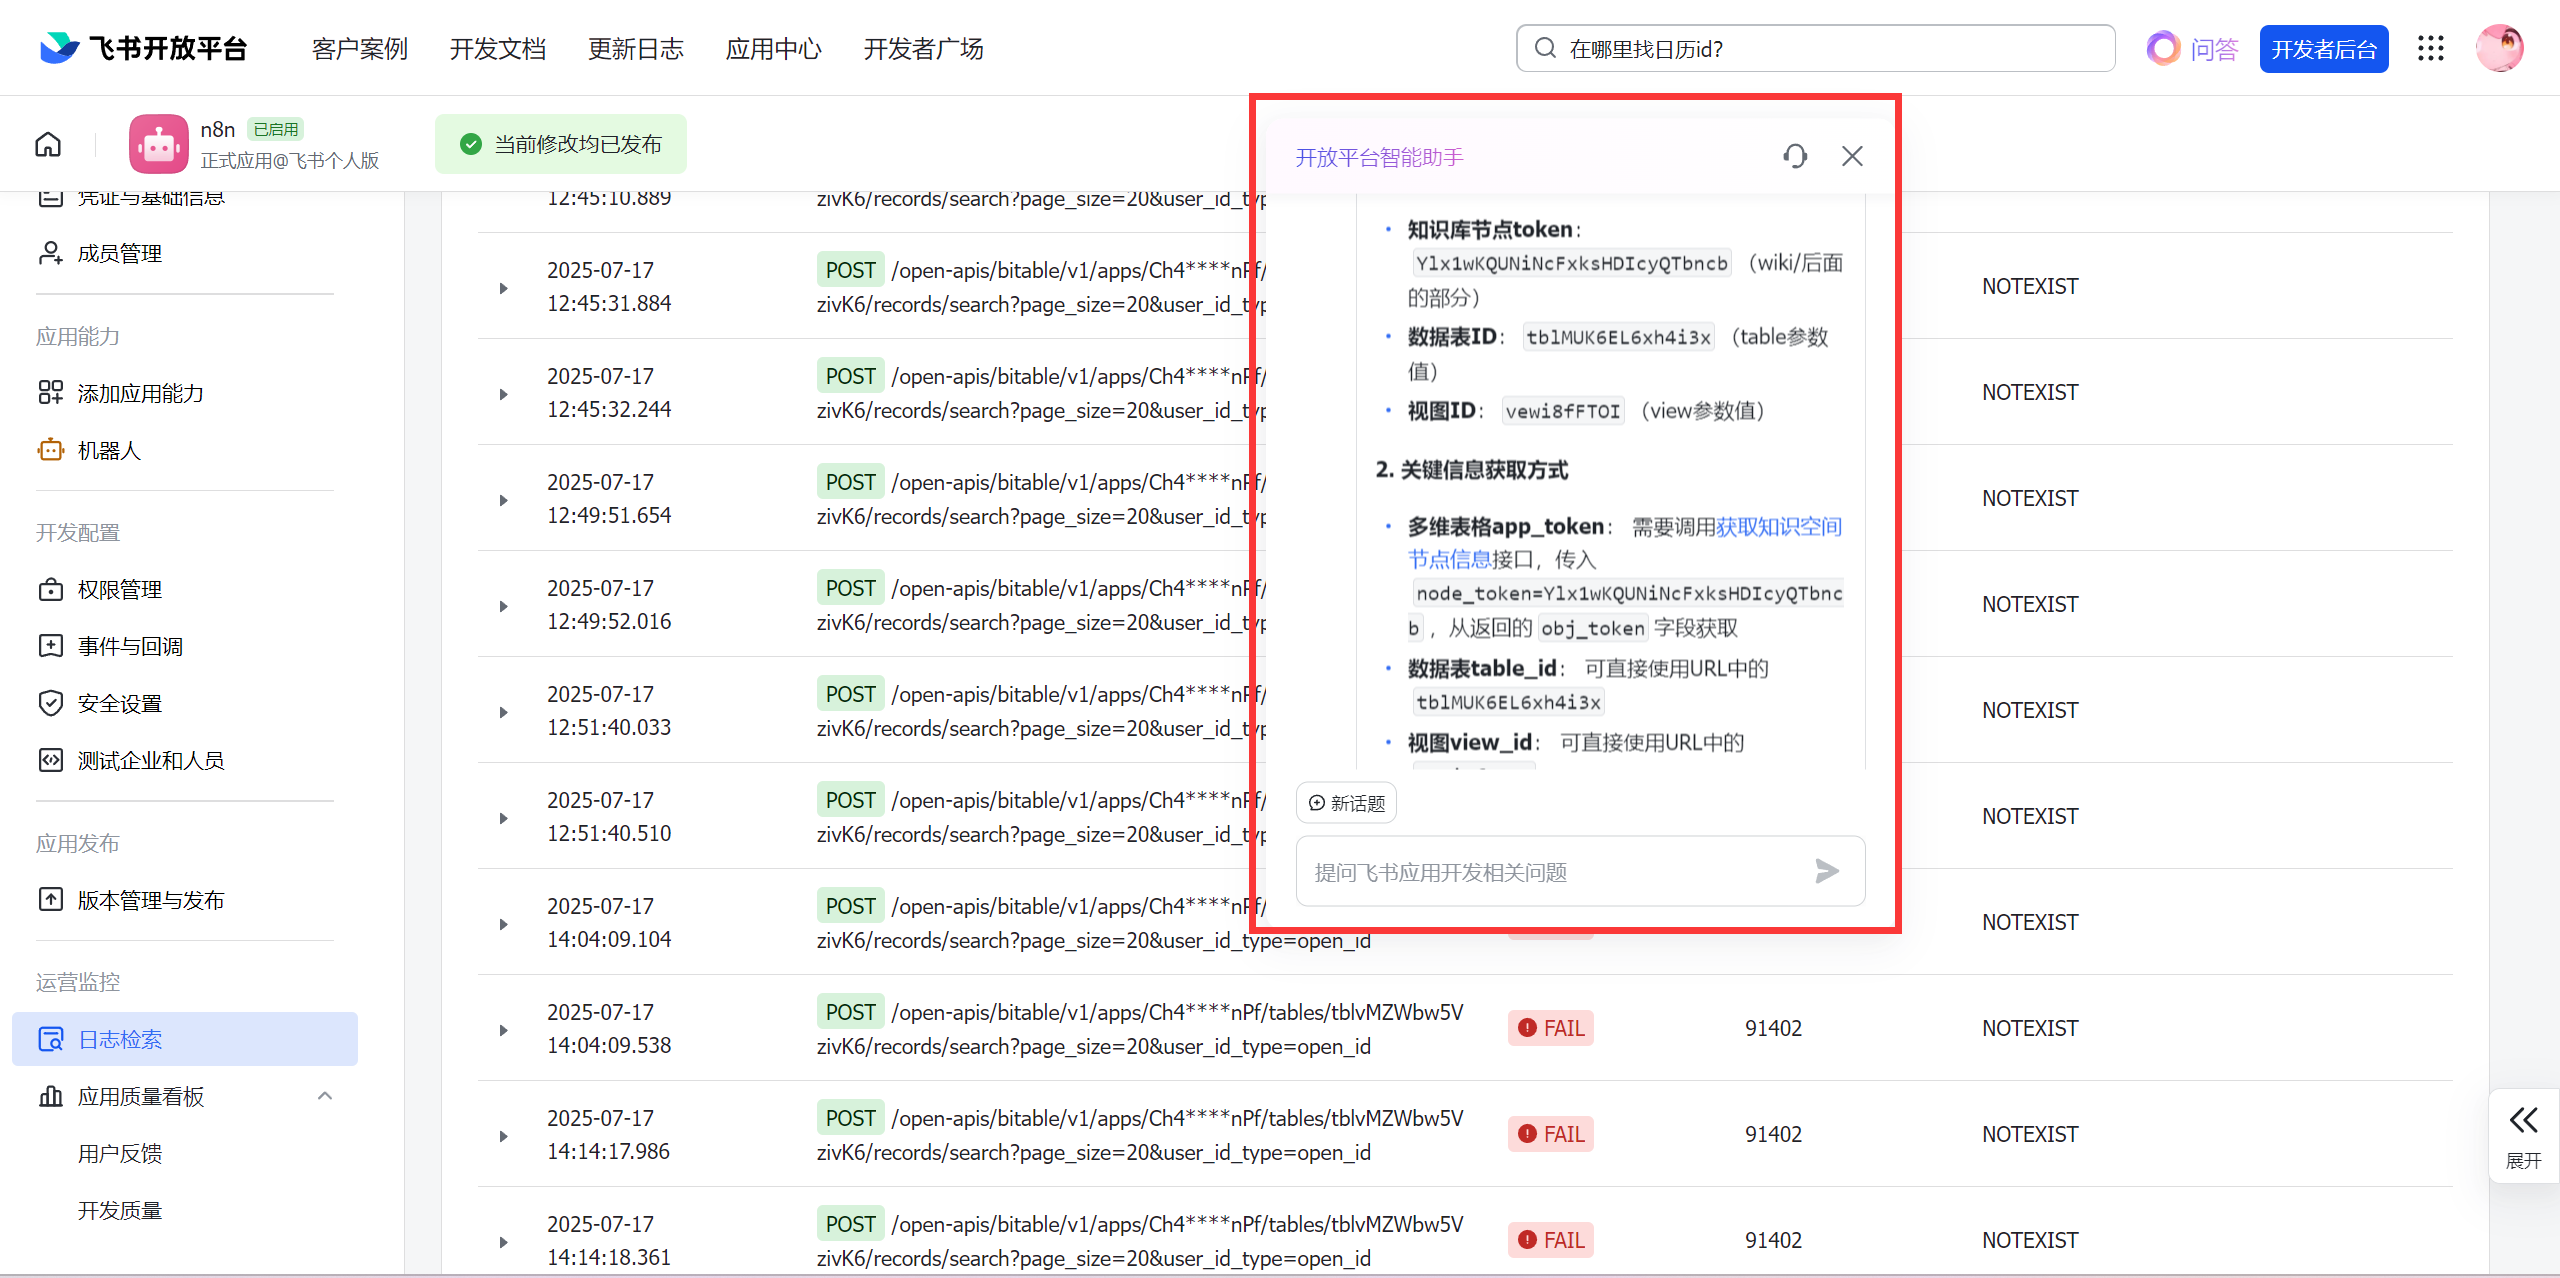 飞书开放平台
客户案例
开发文档
更新日志
应用中心
开发者广场
在哪里找日历id?
问答
开发者后台
n8n 已启用
正式应用@飞书个人版
当前修改均已发布
凭证与基础信息
成员管理
应用能力
添加应用能力
机器人
开发配置
权限管理
事件与回调
安全设置
测试企业和人员
应用发布
版本管理与发布
运营监控
日志检索
应用质量看板
用户反馈
开发质量
12:45:10.889
zivK6/records/search?page_size=20&user_id_typ
2025-07-17
12:45:31.884
POST /open-apis/bitable/v1/apps/Ch4****nPf/
zivK6/records/search?page_size=20&user_id_typ
NOTEXIST
2025-07-17
12:45:32.244
POST /open-apis/bitable/v1/apps/Ch4****nPf/
zivK6/records/search?page_size=20&user_id_typ
NOTEXIST
2025-07-17
12:49:51.654
POST /open-apis/bitable/v1/apps/Ch4****nPf/
zivK6/records/search?page_size=20&user_id_typ
NOTEXIST
2025-07-17
12:49:52.016
POST /open-apis/bitable/v1/apps/Ch4****nPf/
zivK6/records/search?page_size=20&user_id_typ
NOTEXIST
2025-07-17
12:51:40.033
POST /open-apis/bitable/v1/apps/Ch4****nPf/
zivK6/records/search?page_size=20&user_id_typ
NOTEXIST
2025-07-17
12:51:40.510
POST /open-apis/bitable/v1/apps/Ch4****nPf/
zivK6/records/search?page_size=20&user_id_typ
NOTEXIST
2025-07-17
14:04:09.104
POST /open-apis/bitable/v1/apps/Ch4****nPf/
zivK6/records/search?page_size=20&user_id_type=open_id
NOTEXIST
2025-07-17
14:04:09.538
POST /open-apis/bitable/v1/apps/Ch4****nPf/tables/tblvMZWbw5V
zivK6/records/search?page_size=20&user_id_type=open_id
FAIL
91402
NOTEXIST
2025-07-17
14:14:17.986
POST /open-apis/bitable/v1/apps/Ch4****nPf/tables/tblvMZWbw5V
zivK6/records/search?page_size=20&user_id_type=open_id
FAIL
91402
NOTEXIST
2025-07-17
14:14:18.361
POST /open-apis/bitable/v1/apps/Ch4****nPf/tables/tblvMZWbw5V
zivK6/records/search?page_size=20&user_id_type=open_id
FAIL
91402
NOTEXIST
开放平台智能助手
· 知识库节点token：
Ylx1wKQUNiNcFxksHDIcyQTbncb （wiki/后面
的部分）
· 数据表ID： tblMUK6EL6xh4i3x （table参数
值）
· 视图ID： vewi8fFTOI （view参数值）
2. 关键信息获取方式
· 多维表格app_token： 需要调用获取知识空间
节点信息接口，传入
node_token=Ylx1wKQUNiNcFxksHDIcyQTbnc
b ，从返回的 obj_token 字段获取
· 数据表table_id： 可直接使用URL中的
tblMUK6EL6xh4i3x
· 视图view_id： 可直接使用URL中的
新话题
提问飞书应用开发相关问题
展开